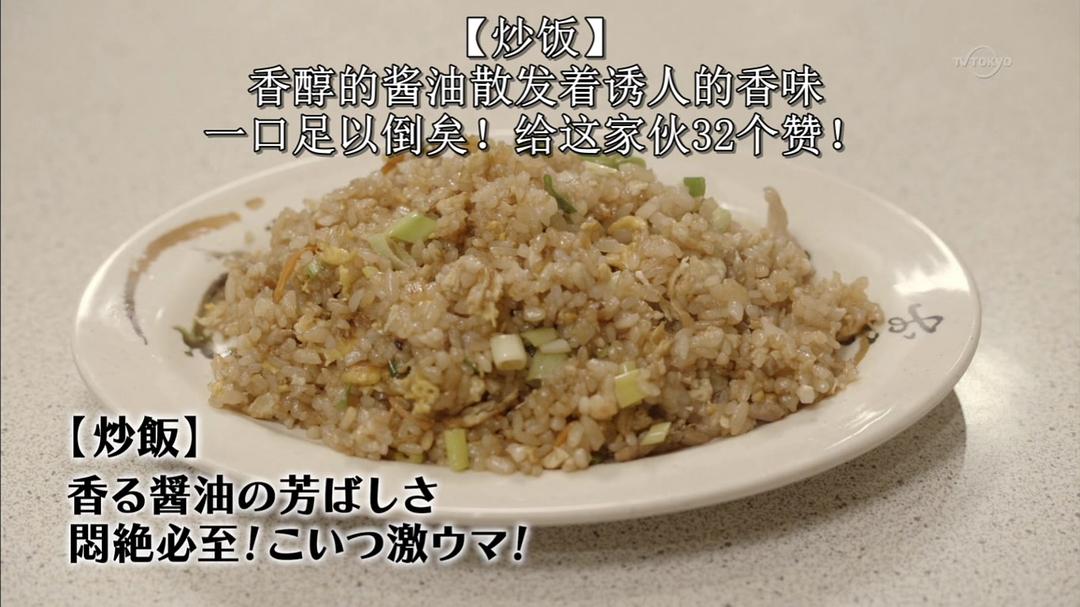 【炒饭】
香醇的酱油散发着诱人的香味
一口足以倒矣！给这家伙32个赞！
TV TOKYO
【炒飯】
香る醤油の芳ばしさ
悶絶必至！こいつ激ウマ！